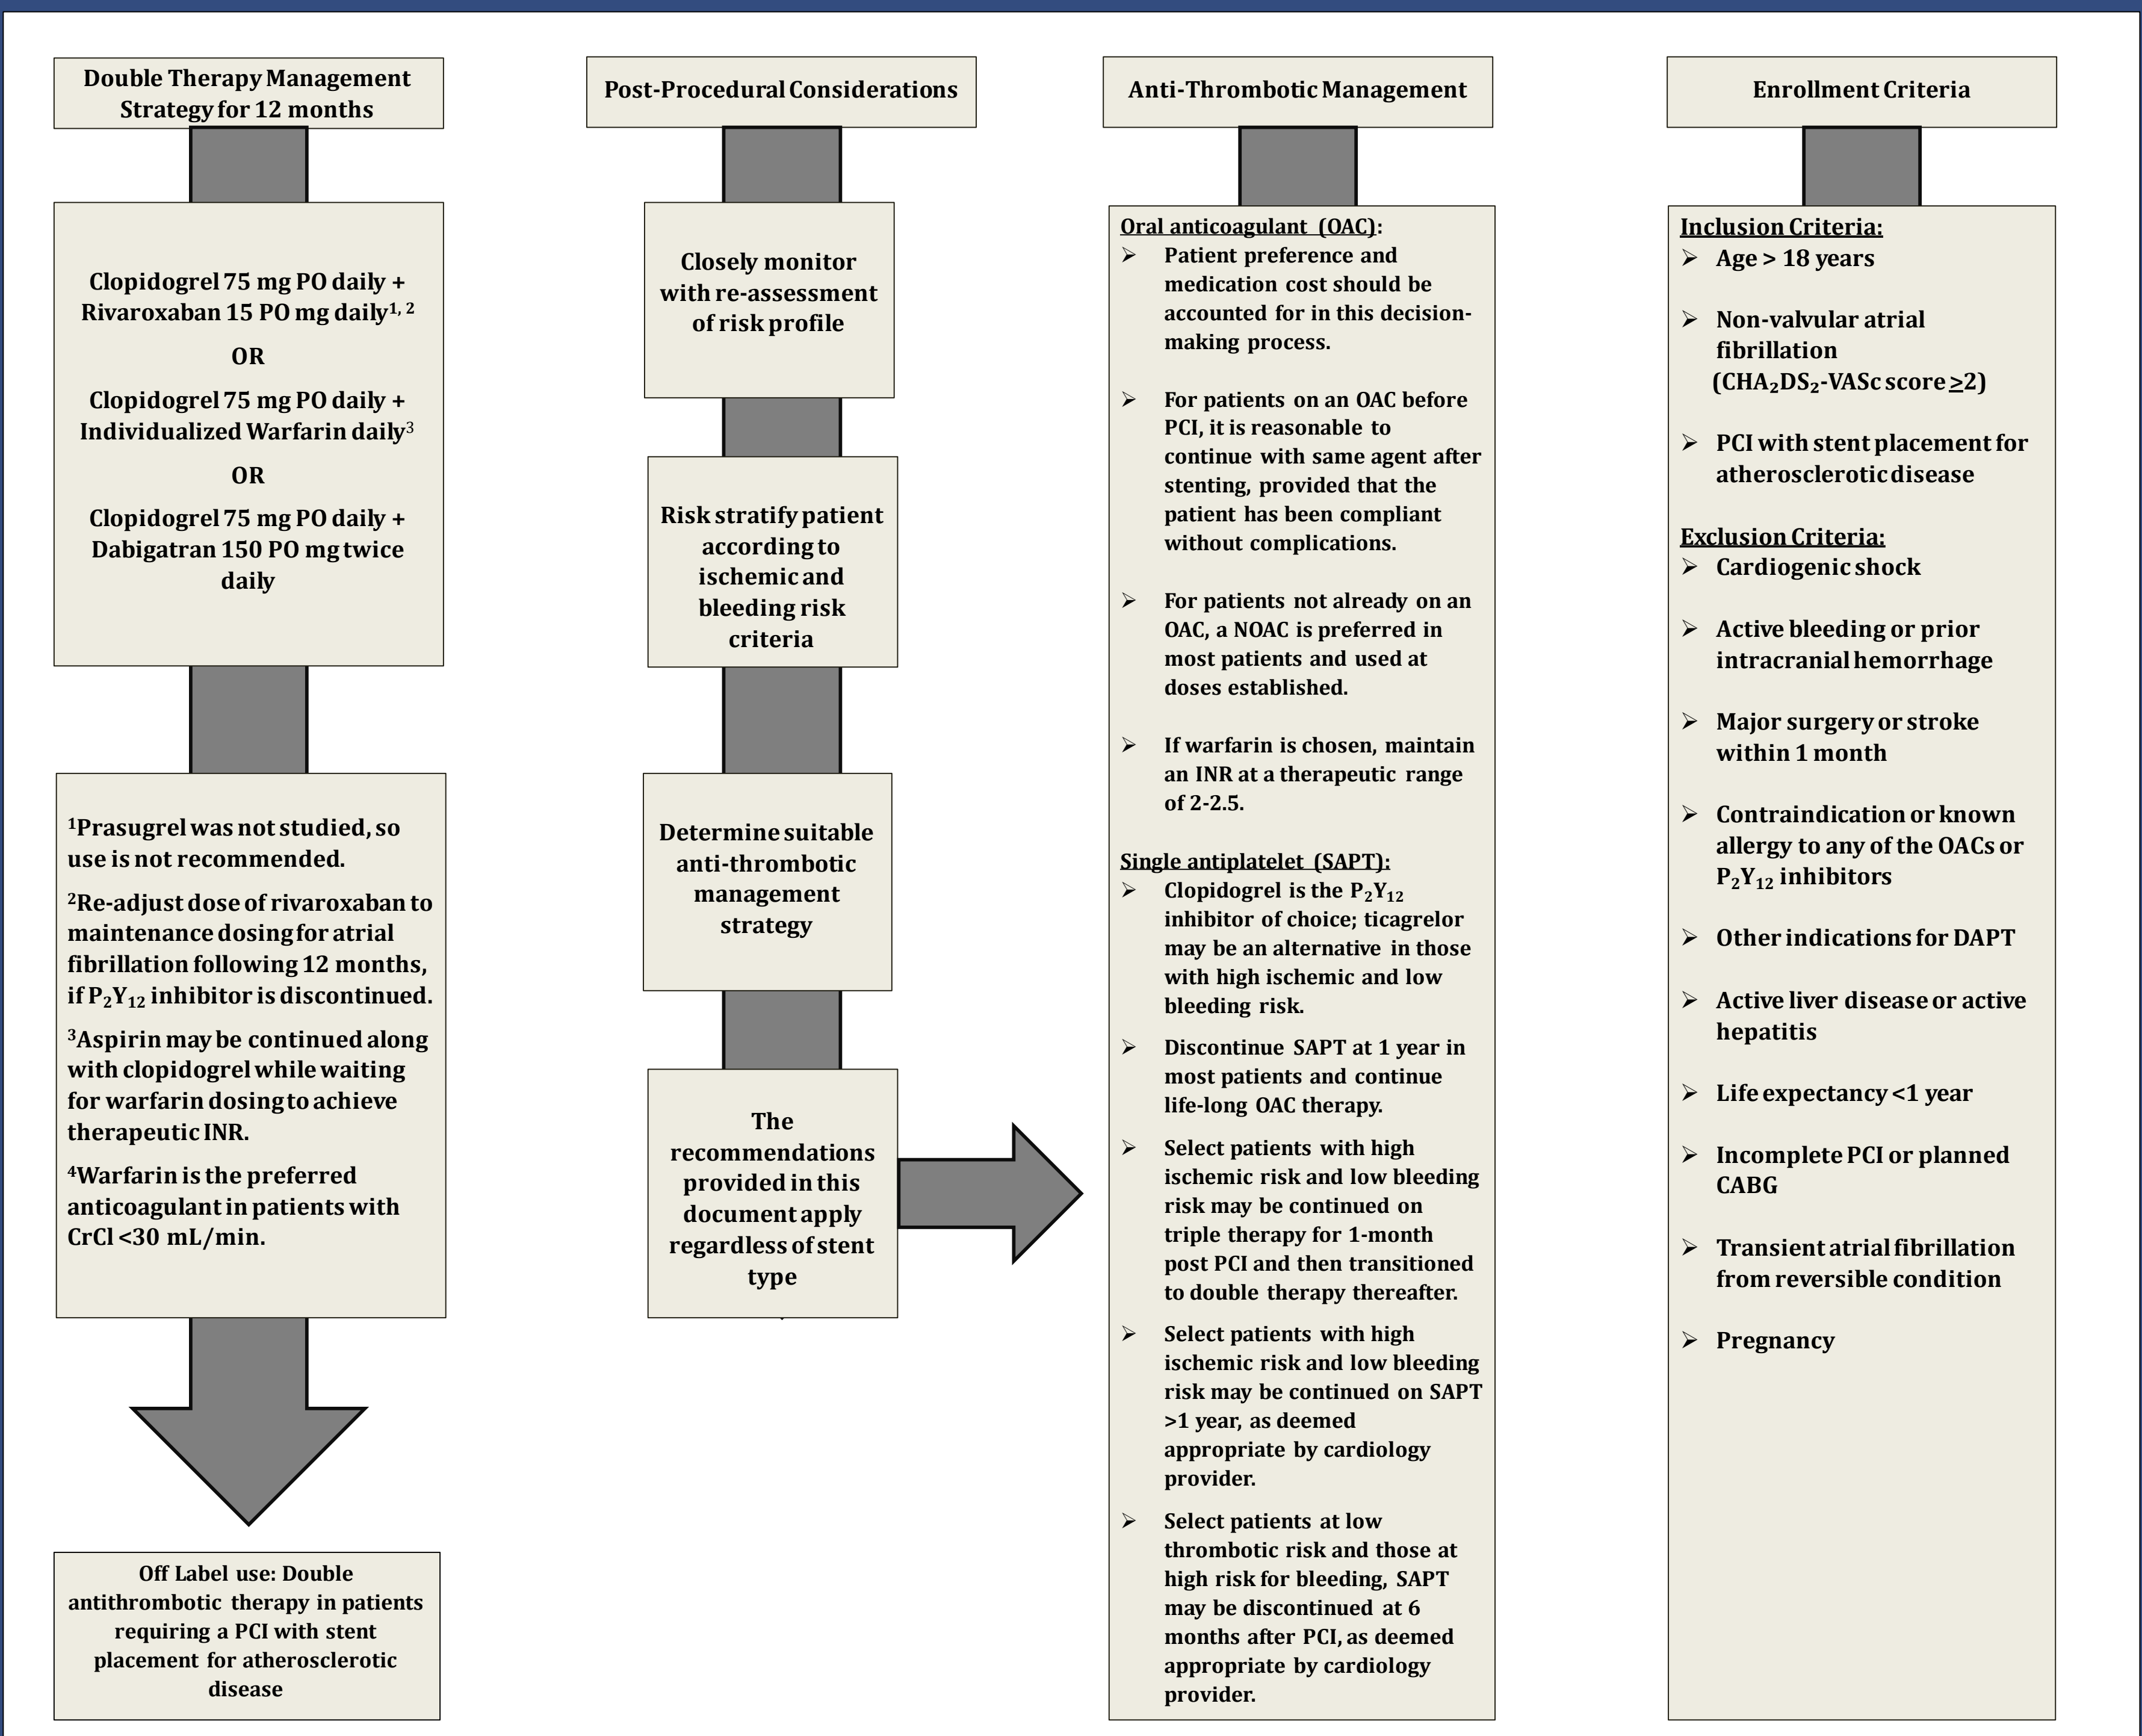 Double Therapy Management
Strategy for 12 months
Clopidogrel 75 mg PO daily +
Rivaroxaban 15 PO mg daily¹, ²
OR
Clopidogrel 75 mg PO daily +
Individualized Warfarin daily³
OR
Clopidogrel 75 mg PO daily +
Dabigatran 150 PO mg twice
daily
¹Prasugrel was not studied, so
use is not recommended.
²Re-adjust dose of rivaroxaban to
maintenance dosing for atrial
fibrillation following 12 months,
if P₂Y₁₂ inhibitor is discontinued.
³Aspirin may be continued along
with clopidogrel while waiting
for warfarin dosing to achieve
therapeutic INR.
⁴Warfarin is the preferred
anticoagulant in patients with
CrCl <30 mL/min.
Off Label use: Double
antithrombotic therapy in patients
requiring a PCI with stent
placement for atherosclerotic
disease
Post-Procedural Considerations
Closely monitor
with re-assessment
of risk profile
Risk stratify patient
according to
ischemic and
bleeding risk
criteria
Determine suitable
anti-thrombotic
management
strategy
The
recommendations
provided in this
document apply
regardless of stent
type
Anti-Thrombotic Management
Oral anticoagulant (OAC):
➢ Patient preference and
medication cost should be
accounted for in this decision-
making process.
➢ For patients on an OAC before
PCI, it is reasonable to
continue with same agent after
stenting, provided that the
patient has been compliant
without complications.
➢ For patients not already on an
OAC, a NOAC is preferred in
most patients and used at
doses established.
➢ If warfarin is chosen, maintain
an INR at a therapeutic range
of 2-2.5.
Single antiplatelet (SAPT):
➢ Clopidogrel is the P₂Y₁₂
inhibitor of choice; ticagrelor
may be an alternative in those
with high ischemic and low
bleeding risk.
➢ Discontinue SAPT at 1 year in
most patients and continue
life-long OAC therapy.
➢ Select patients with high
ischemic risk and low bleeding
risk may be continued on
triple therapy for 1-month
post PCI and then transitioned
to double therapy thereafter.
➢ Select patients with high
ischemic risk and low bleeding
risk may be continued on SAPT
>1 year, as deemed
appropriate by cardiology
provider.
➢ Select patients at low
thrombotic risk and those at
high risk for bleeding, SAPT
may be discontinued at 6
months after PCI, as deemed
appropriate by cardiology
provider.
Enrollment Criteria
Inclusion Criteria:
➢ Age > 18 years
➢ Non-valvular atrial
fibrillation
(CHA₂DS₂-VASc score ≥2)
➢ PCI with stent placement for
atherosclerotic disease
Exclusion Criteria:
➢ Cardiogenic shock
➢ Active bleeding or prior
intracranial hemorrhage
➢ Major surgery or stroke
within 1 month
➢ Contraindication or known
allergy to any of the OACs or
P₂Y₁₂ inhibitors
➢ Other indications for DAPT
➢ Active liver disease or active
hepatitis
➢ Life expectancy <1 year
➢ Incomplete PCI or planned
CABG
➢ Transient atrial fibrillation
from reversible condition
➢ Pregnancy